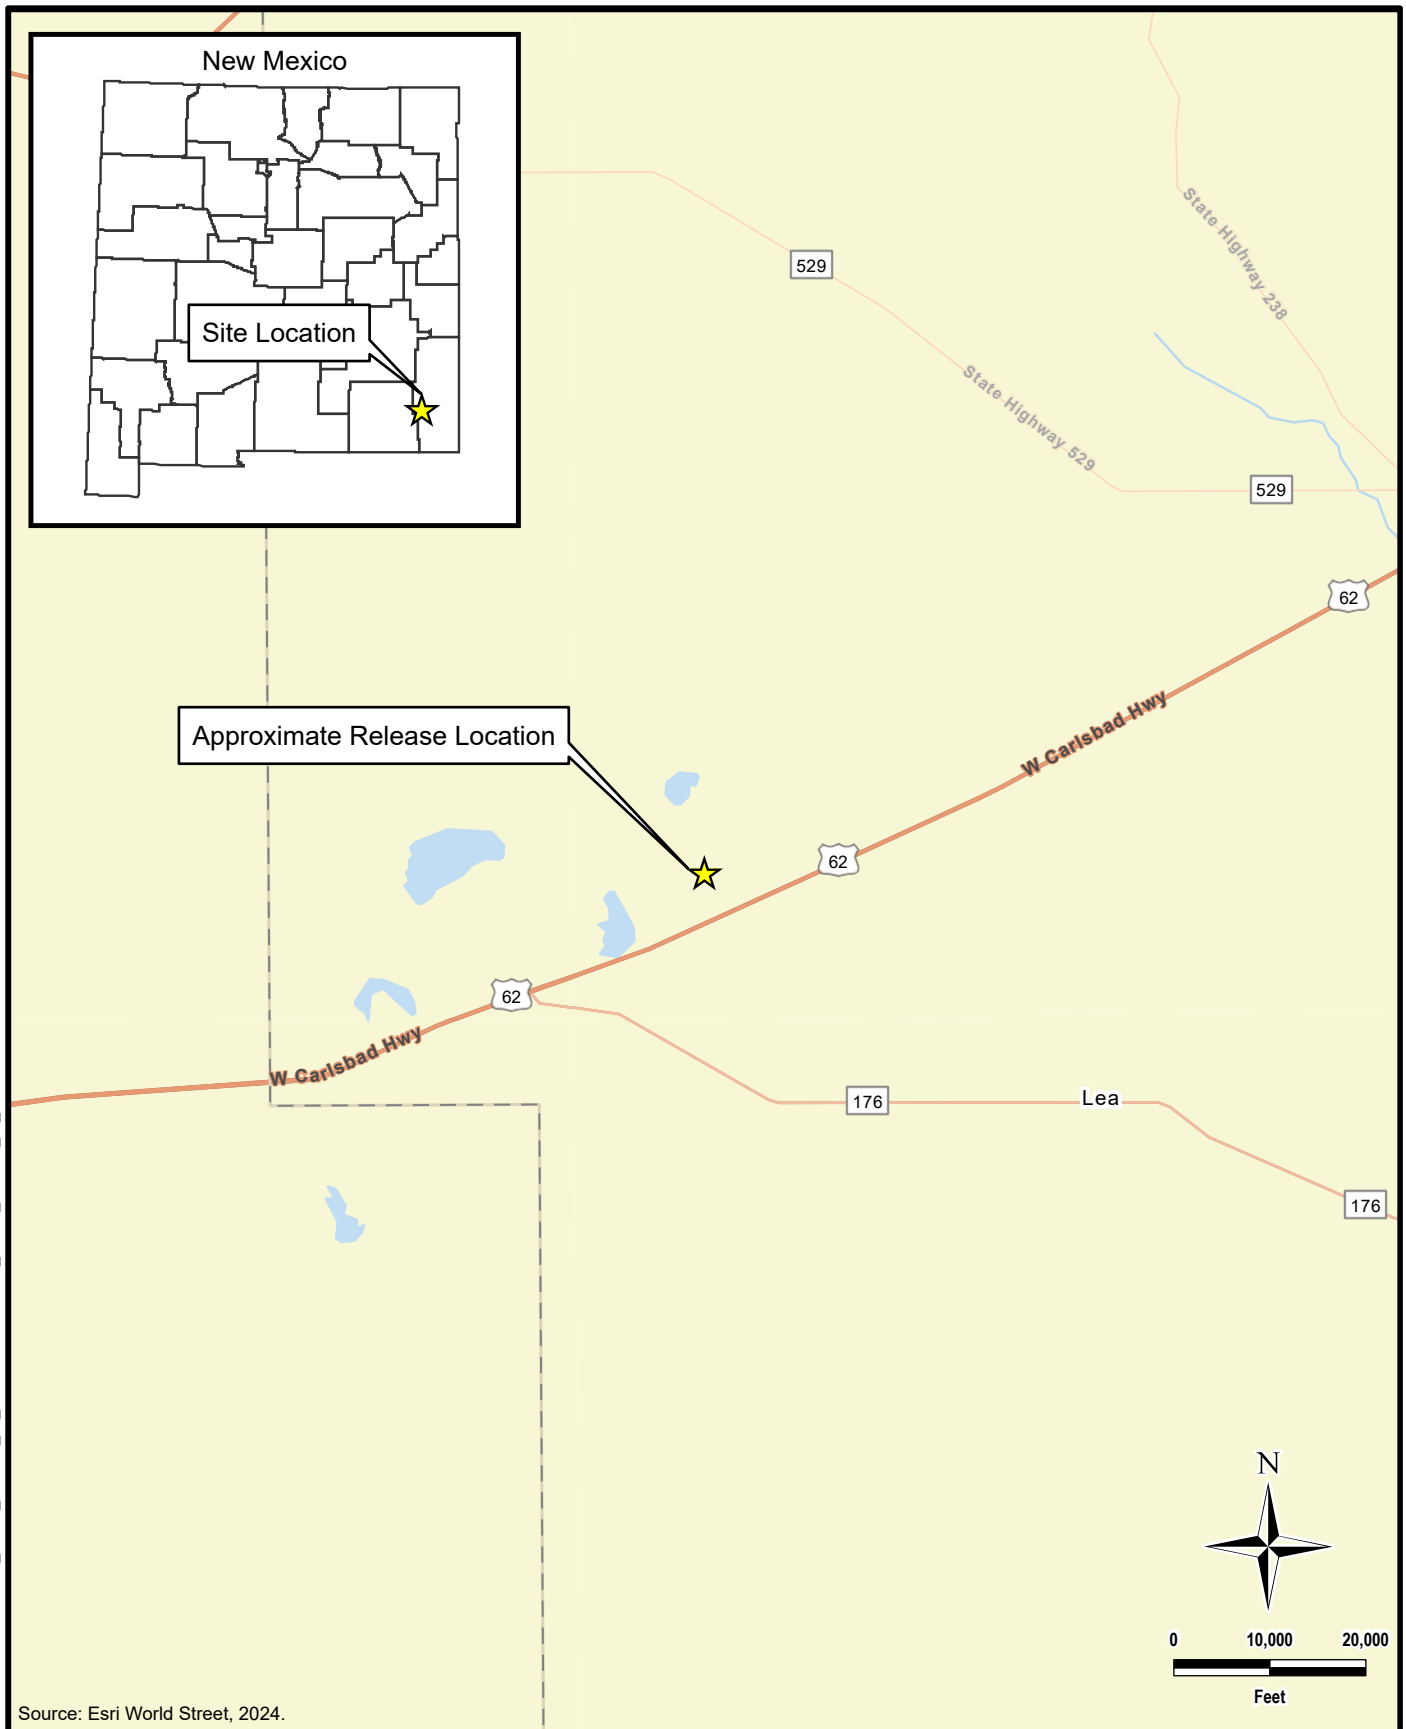 New Mexico
Site Location
529
State Highway 238
State Highway 529
529
62
W Carlsbad Hwy
Approximate Release Location
62
62
W Carlsbad Hwy
176
Lea
176
N
0 10,000 20,000
Feet
Source: Esri World Street, 2024.